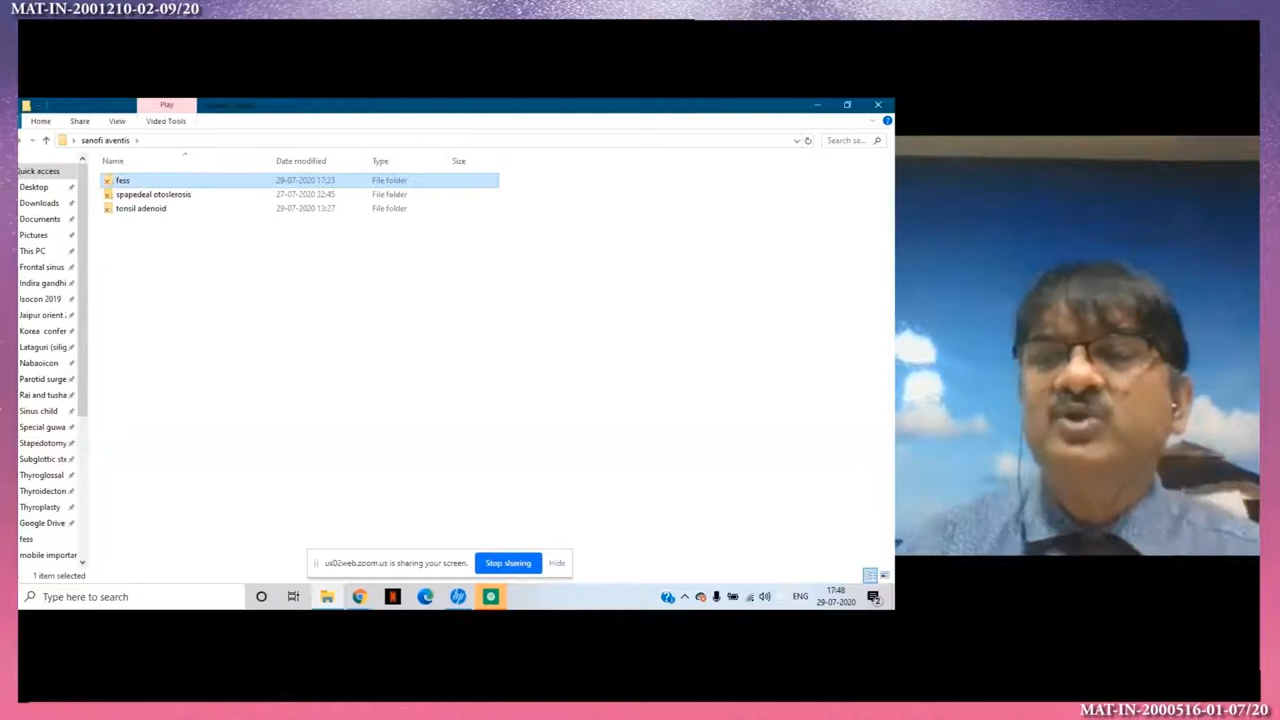 MAT-IN-2001210-02-09/20
Play
Home
Share
View
Video Tools
sanofi aventis
Search sa...
Name
Date modified
Type
Size
Quick access
Desktop
Downloads
Documents
Pictures
This PC
Frontal sinus
Indira gandhi
Isocon 2019
Jaipur orient
Korea confer
Lataguri (silig
Nabaoicon
Parotid surge
Rai and tusha
Sinus child
Special guwa
Stapedotomy
Subglottic ste
Thyroglossal
Thyroidecton
Thyroplasty
Google Drive
fess
mobile importar
fess 29-07-2020 17:23 File folder
spapedeal otoslerosis 27-07-2020 22:45 File folder
tonsil adenoid 29-07-2020 13:27 File folder
us02web.zoom.us is sharing your screen.
Stop sharing
Hide
1 item selected
Type here to search
ENG
17:48
29-07-2020
2
MAT-IN-2000516-01-07/20